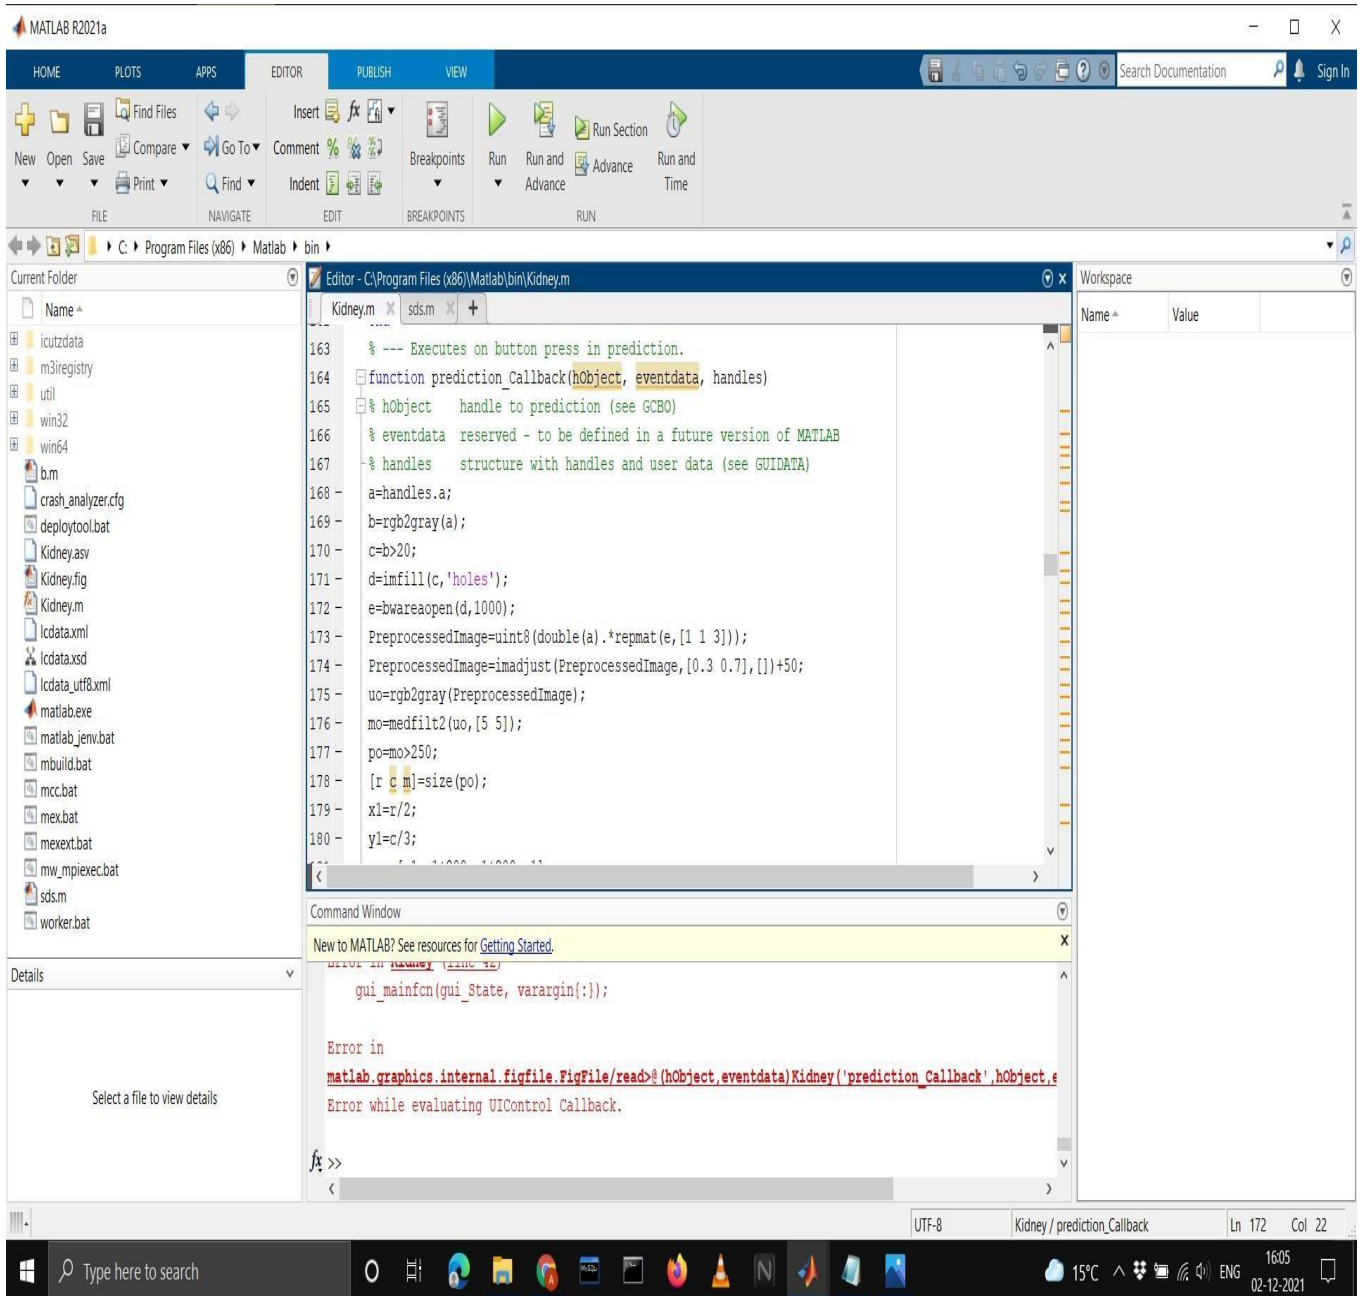 MATLAB R2021a
HOME PLOTS APPS EDITOR PUBLISH VIEW Search Documentation Sign In
Find Files Insert fx
New Open Save Compare Go To Comment Breakpoints Run Run and Advance Run Section Advance Run and Time
Print Find Indent
FILE NAVIGATE EDIT BREAKPOINTS RUN
C: Program Files (x86) Matlab bin
Current Folder
Name
icutzdata
m3iregistry
util
win32
win64
b.m
crash_analyzer.cfg
deploytool.bat
Kidney.asv
Kidney.fig
Kidney.m
lcdata.xml
lcdata.xsd
lcdata_utf8.xml
matlab.exe
matlab_jenv.bat
mbuild.bat
mcc.bat
mex.bat
mexext.bat
mw_mpiexec.bat
sds.m
worker.bat
Details
Select a file to view details
Editor - C:\Program Files (x86)\Matlab\bin\Kidney.m
Kidney.m sds.m +
163 % --- Executes on button press in prediction.
164 function prediction_Callback(hObject, eventdata, handles)
165 % hObject    handle to prediction (see GCBO)
166 % eventdata  reserved - to be defined in a future version of MATLAB
167 % handles    structure with handles and user data (see GUIDATA)
168 - a=handles.a;
169 - b=rgb2gray(a);
170 - c=b>20;
171 - d=imfill(c,'holes');
172 - e=bwareaopen(d,1000);
173 - PreprocessedImage=uint8(double(a).*repmat(e,[1 1 3]));
174 - PreprocessedImage=imadjust(PreprocessedImage,[0.3 0.7],[])+50;
175 - uo=rgb2gray(PreprocessedImage);
176 - mo=medfilt2(uo,[5 5]);
177 - po=mo>250;
178 - [r c m]=size(po);
179 - x1=r/2;
180 - y1=c/3;
Command Window
New to MATLAB? See resources for Getting Started.
Error in Kidney (line 42)
gui_mainfcn(gui_State, varargin{:});
Error in
matlab.graphics.internal.figfile.FigFile/read>@(hObject,eventdata)Kidney('prediction_Callback',hObject,e
Error while evaluating UIControl Callback.
fx >>
Workspace
Name Value
UTF-8 Kidney / prediction_Callback Ln 172 Col 22
Type here to search 15°C ENG 16:05
02-12-2021